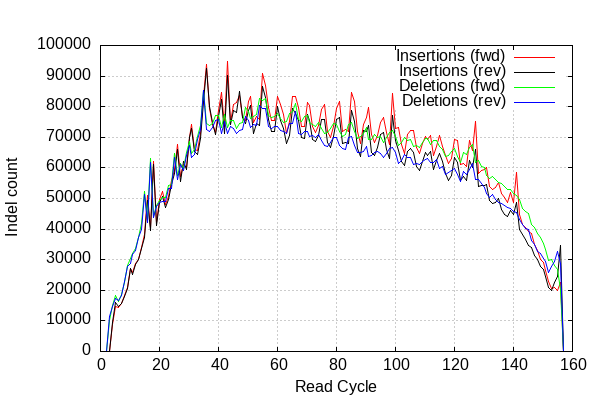 100000
90000
80000
70000
60000
50000
40000
30000
20000
10000
0
Indel count
Insertions (fwd)
Insertions (rev)
Deletions (fwd)
Deletions (rev)
0 20 40 60 80 100 120 140 160
Read Cycle